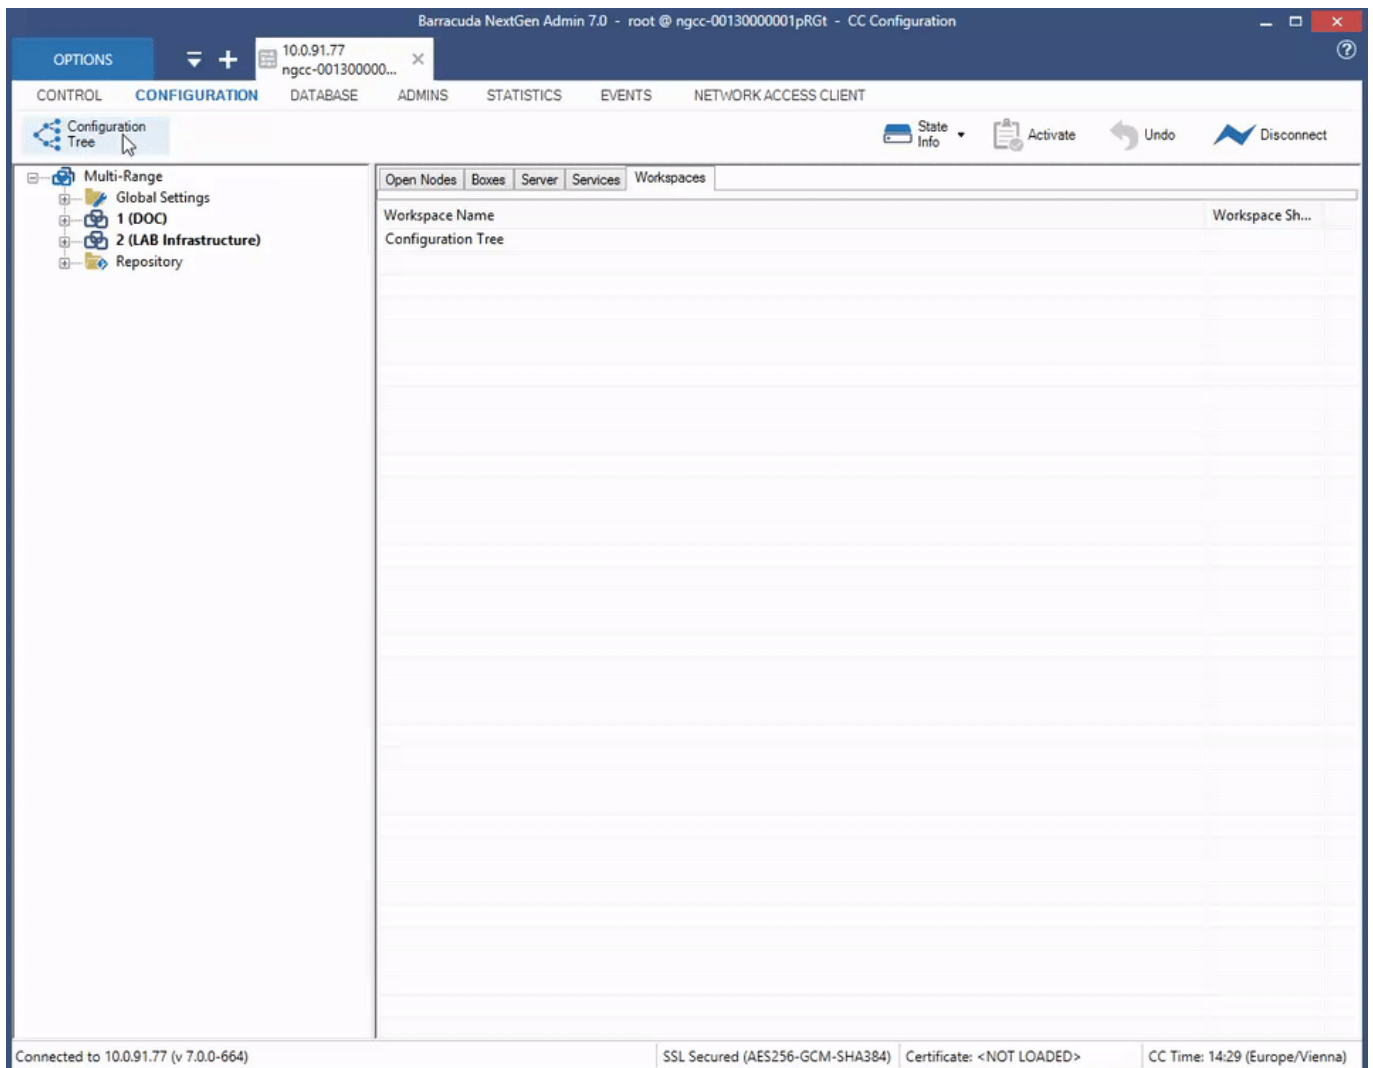 Barracuda NextGen Admin 7.0 - root @ ngcc-00130000001pRGt - CC Configuration
OPTIONS
10.0.91.77
ngcc-001300000...
CONTROL CONFIGURATION DATABASE ADMINS STATISTICS EVENTS NETWORK ACCESS CLIENT
Configuration
Tree
State
Info
Activate
Undo
Disconnect
Multi-Range
Global Settings
1 (DOC)
2 (LAB Infrastructure)
Repository
Open Nodes Boxes Server Services Workspaces
Workspace Name Workspace Sh...
Configuration Tree
Connected to 10.0.91.77 (v 7.0.0-664) SSL Secured (AES256-GCM-SHA384) Certificate: <NOT LOADED> CC Time: 14:29 (Europe/Vienna)